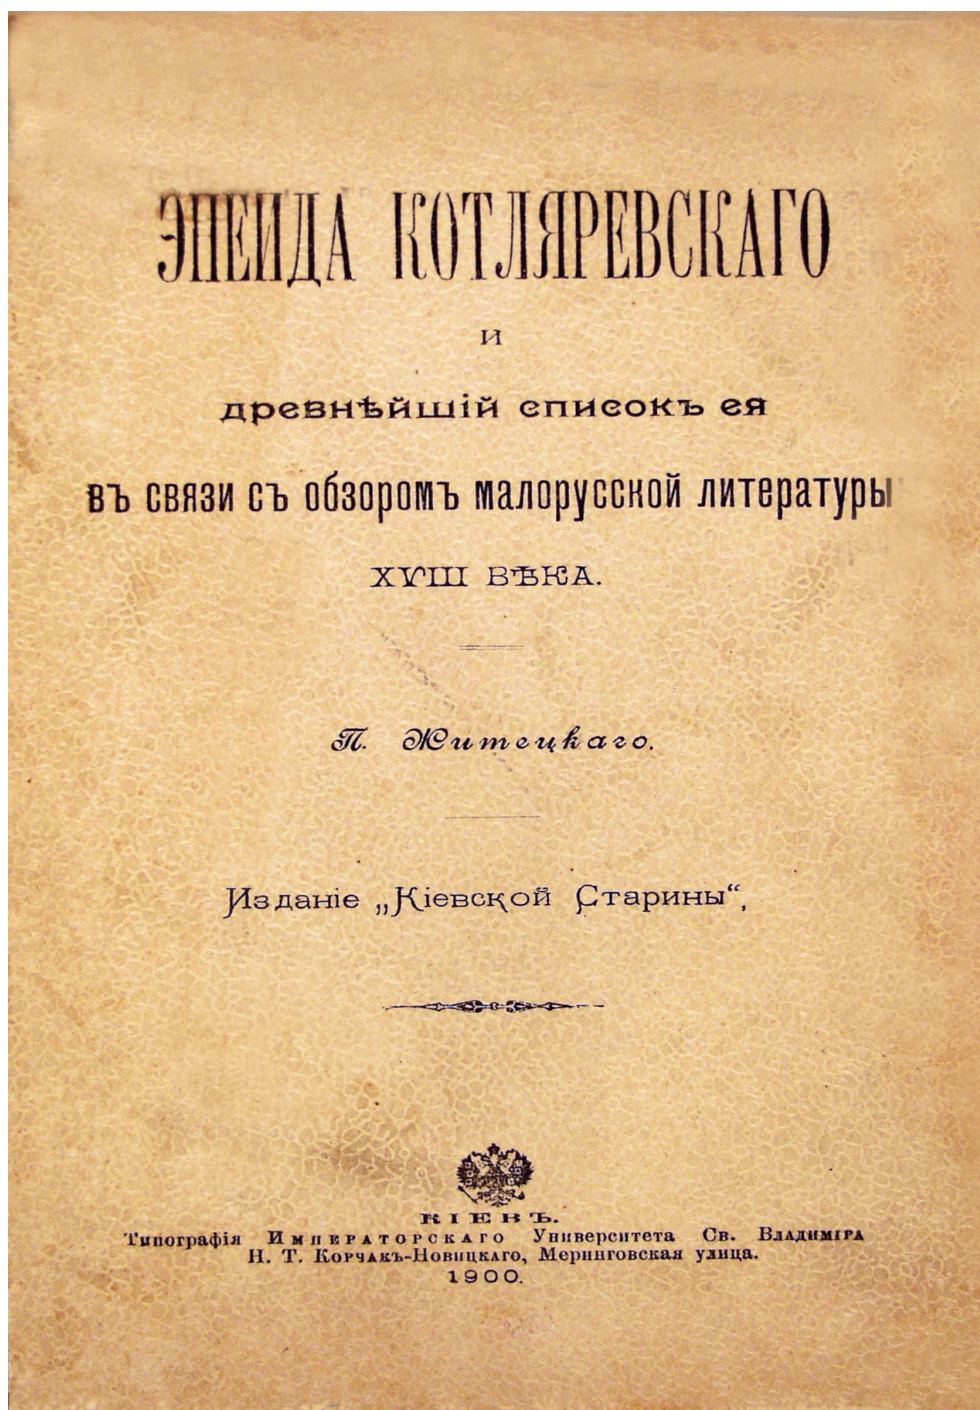 ЭПЕИДА КОТЛЯРЕВСКАГО
И
ДРЕВНѢЙШІЙ СПИСОКЪ ЕЯ
въ связи съ обзоромъ малорусской литературы
XVIII ВѢКА.
П. Житецкаго.
Изданіе „Кіевской Старины“,
КІЕВЪ.
Типографія Императорскаго Университета Св. Владиміра
Н. Т. Корчакъ-Новицкаго, Меринговская улица.
1900.